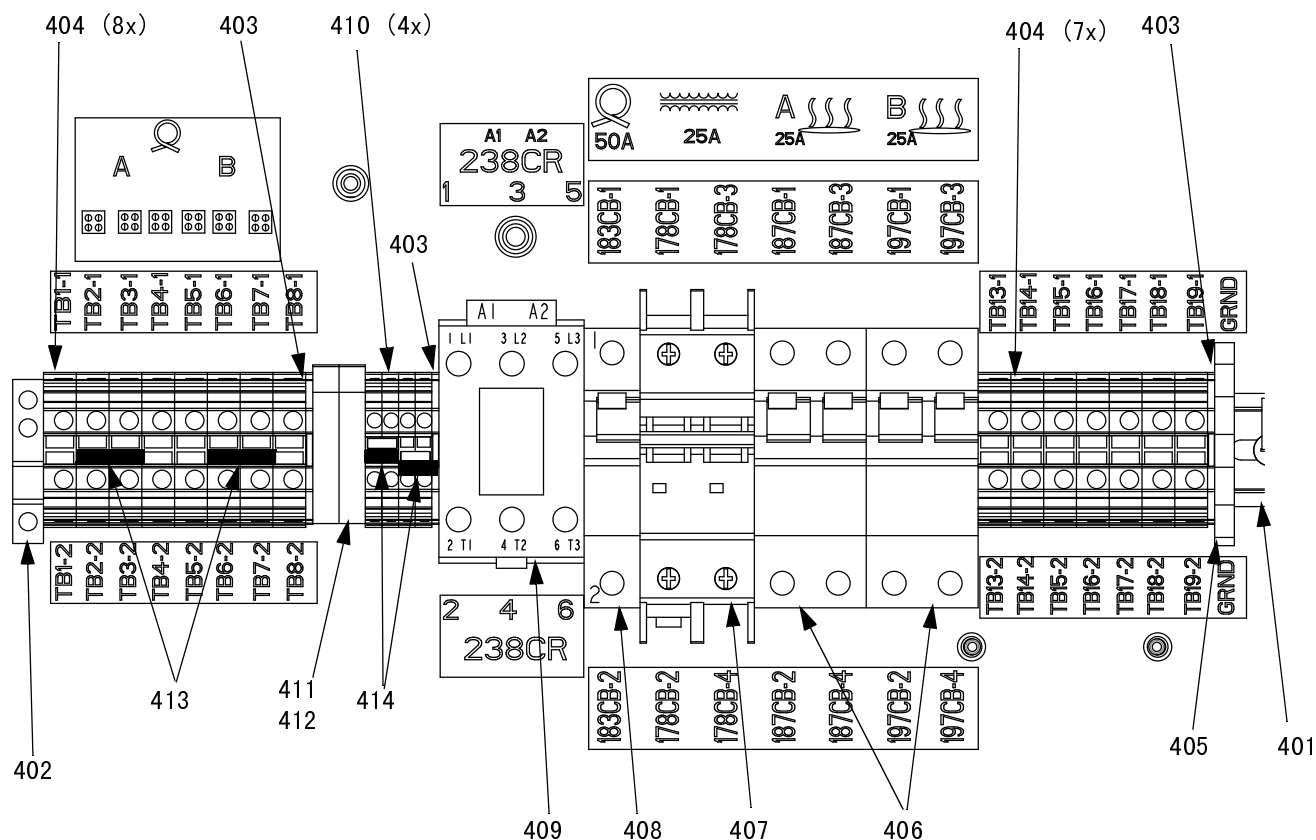 404 (8x)
403
410 (4x)
404 (7x)
403
A B
A1 A2
238CR
1 3 5
50A
25A
A
25A
B
25A
183CB-1
178CB-1
178CB-3
187CB-1
187CB-3
197CB-1
197CB-3
403
TB1-1
TB2-1
TB3-1
TB4-1
TB5-1
TB6-1
TB7-1
TB8-1
TB13-1
TB14-1
TB15-1
TB16-1
TB17-1
TB18-1
TB19-1
GRND
A1 A2
1 L1 3 L2 5 L3
1
2 T1 4 T2 6 T3
2
TB1-2
TB2-2
TB3-2
TB4-2
TB5-2
TB6-2
TB7-2
TB8-2
TB13-2
TB14-2
TB15-2
TB16-2
TB17-2
TB18-2
TB19-2
GRND
2 4 6
238CR
183CB-2
178CB-2
178CB-4
187CB-2
187CB-4
197CB-2
197CB-4
413
411
412
414
402
405
401
409
408
407
406